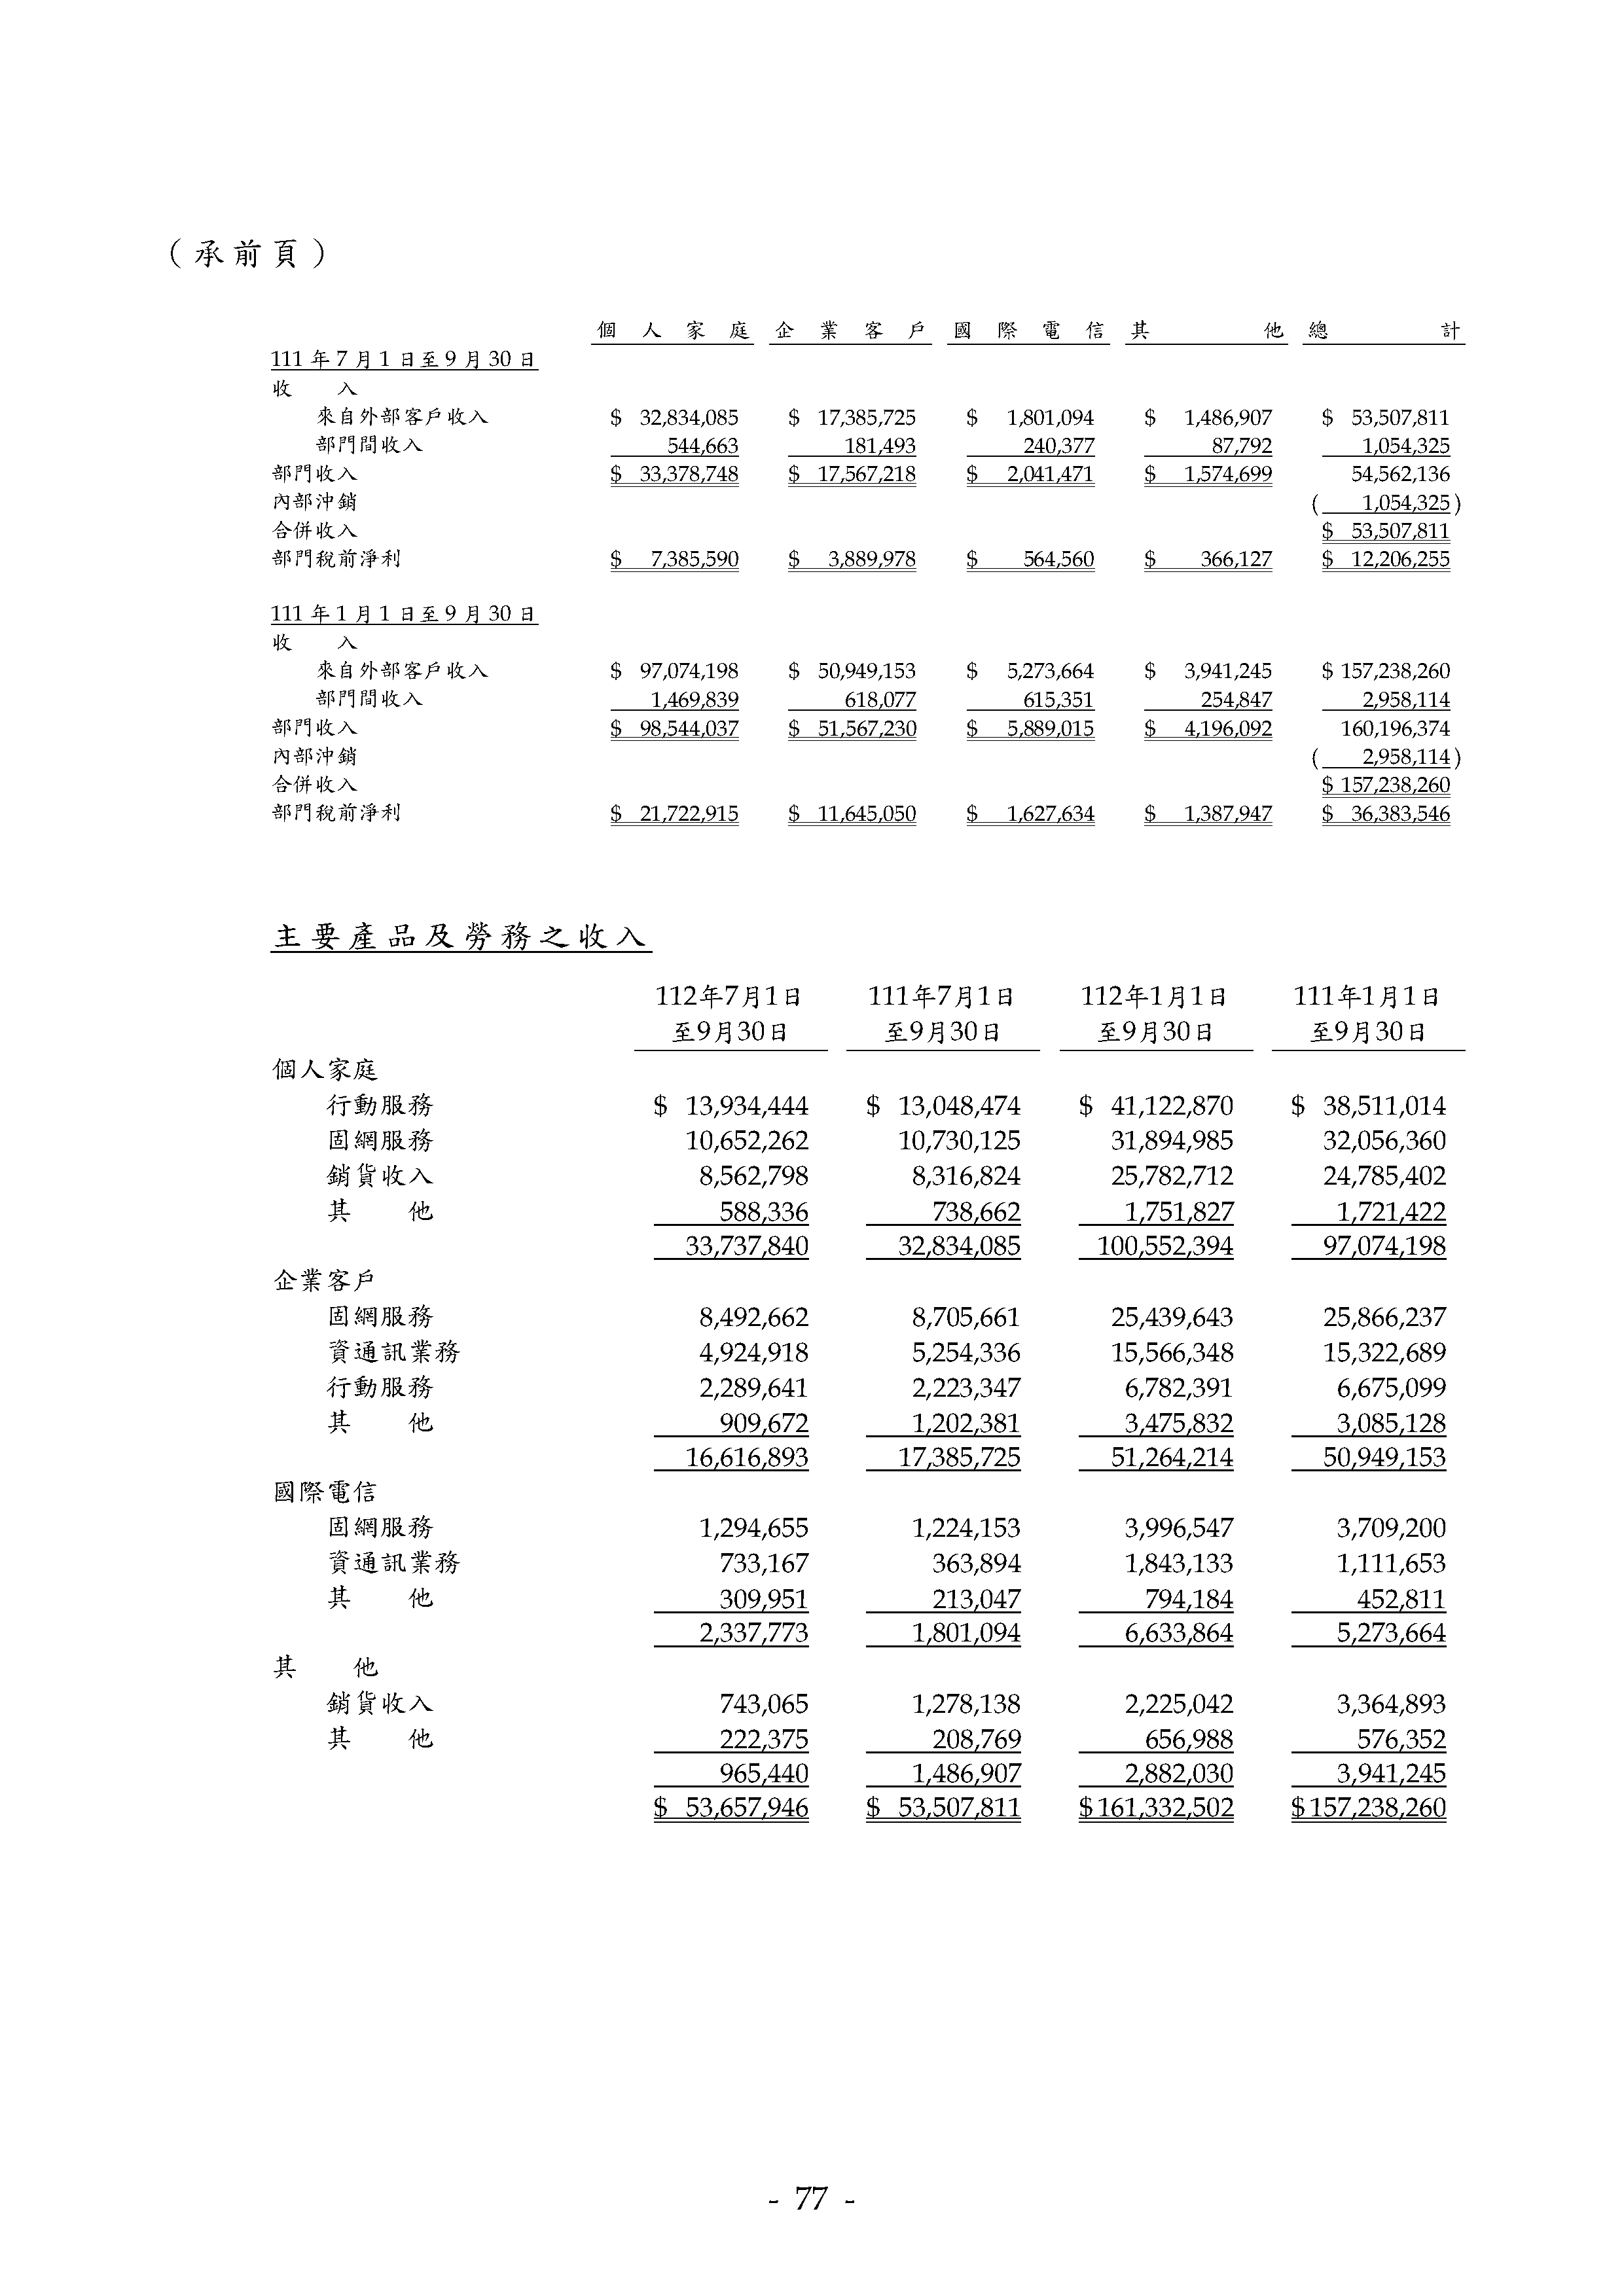 （承前頁）
個人家庭 企業客戶 國際電信 其他 總計
111年7月1日至9月30日
收入
來自外部客戶收入 $ 32,834,085 $ 17,385,725 $ 1,801,094 $ 1,486,907 $ 53,507,811
部門間收入 544,663 181,493 240,377 87,792 1,054,325
部門收入 $ 33,378,748 $ 17,567,218 $ 2,041,471 $ 1,574,699 54,562,136
內部沖銷 ( 1,054,325)
合併收入 $ 53,507,811
部門稅前淨利 $ 7,385,590 $ 3,889,978 $ 564,560 $ 366,127 $ 12,206,255
111年1月1日至9月30日
收入
來自外部客戶收入 $ 97,074,198 $ 50,949,153 $ 5,273,664 $ 3,941,245 $ 157,238,260
部門間收入 1,469,839 618,077 615,351 254,847 2,958,114
部門收入 $ 98,544,037 $ 51,567,230 $ 5,889,015 $ 4,196,092 160,196,374
內部沖銷 ( 2,958,114)
合併收入 $ 157,238,260
部門稅前淨利 $ 21,722,915 $ 11,645,050 $ 1,627,634 $ 1,387,947 $ 36,383,546
主要產品及勞務之收入
112年7月1日 111年7月1日 112年1月1日 111年1月1日
至9月30日 至9月30日 至9月30日 至9月30日
個人家庭
行動服務 $ 13,934,444 $ 13,048,474 $ 41,122,870 $ 38,511,014
固網服務 10,652,262 10,730,125 31,894,985 32,056,360
銷貨收入 8,562,798 8,316,824 25,782,712 24,785,402
其他 588,336 738,662 1,751,827 1,721,422
33,737,840 32,834,085 100,552,394 97,074,198
企業客戶
固網服務 8,492,662 8,705,661 25,439,643 25,866,237
資通訊業務 4,924,918 5,254,336 15,566,348 15,322,689
行動服務 2,289,641 2,223,347 6,782,391 6,675,099
其他 909,672 1,202,381 3,475,832 3,085,128
16,616,893 17,385,725 51,264,214 50,949,153
國際電信
固網服務 1,294,655 1,224,153 3,996,547 3,709,200
資通訊業務 733,167 363,894 1,843,133 1,111,653
其他 309,951 213,047 794,184 452,811
2,337,773 1,801,094 6,633,864 5,273,664
其他
銷貨收入 743,065 1,278,138 2,225,042 3,364,893
其他 222,375 208,769 656,988 576,352
965,440 1,486,907 2,882,030 3,941,245
$ 53,657,946 $ 53,507,811 $161,332,502 $157,238,260
- 77 -